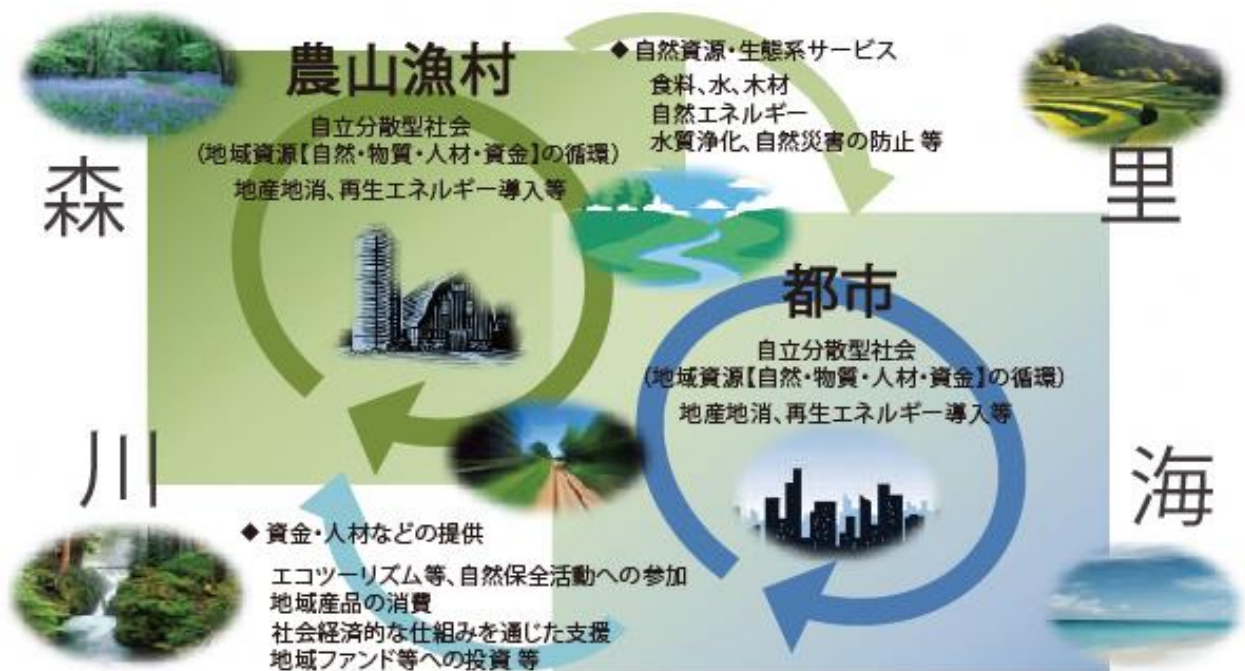 農山漁村
自立分散型社会
(地域資源【自然・物質・人材・資金】の循環)
地産地消、再生エネルギー導入等
◆ 自然資源・生態系サービス
食料、水、木材
自然エネルギー
水質浄化、自然災害の防止 等
森
里
都市
自立分散型社会
(地域資源【自然・物質・人材・資金】の循環)
地産地消、再生エネルギー導入等
川
海
◆ 資金・人材などの提供
エコツーリズム等、自然保全活動への参加
地域産品の消費
社会経済的な仕組みを通じた支援
地域ファンド等への投資 等